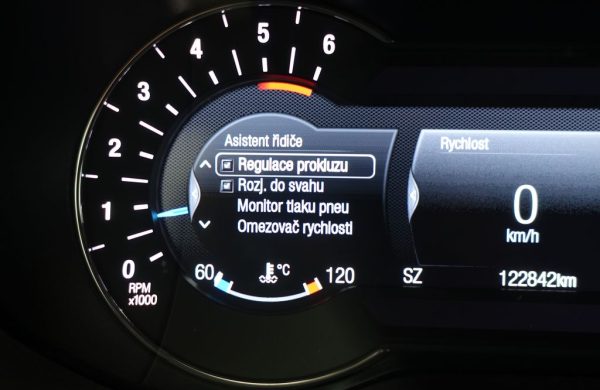 6
5
4
3
2
1
0
RPM
x1000
Asistent řidiče
Regulace prokluzu
Rozj. do svahu
Monitor tlaku pneu
Omezovač rychlosti
60
°C
120
Rychlost
0
km/h
SZ
122842km